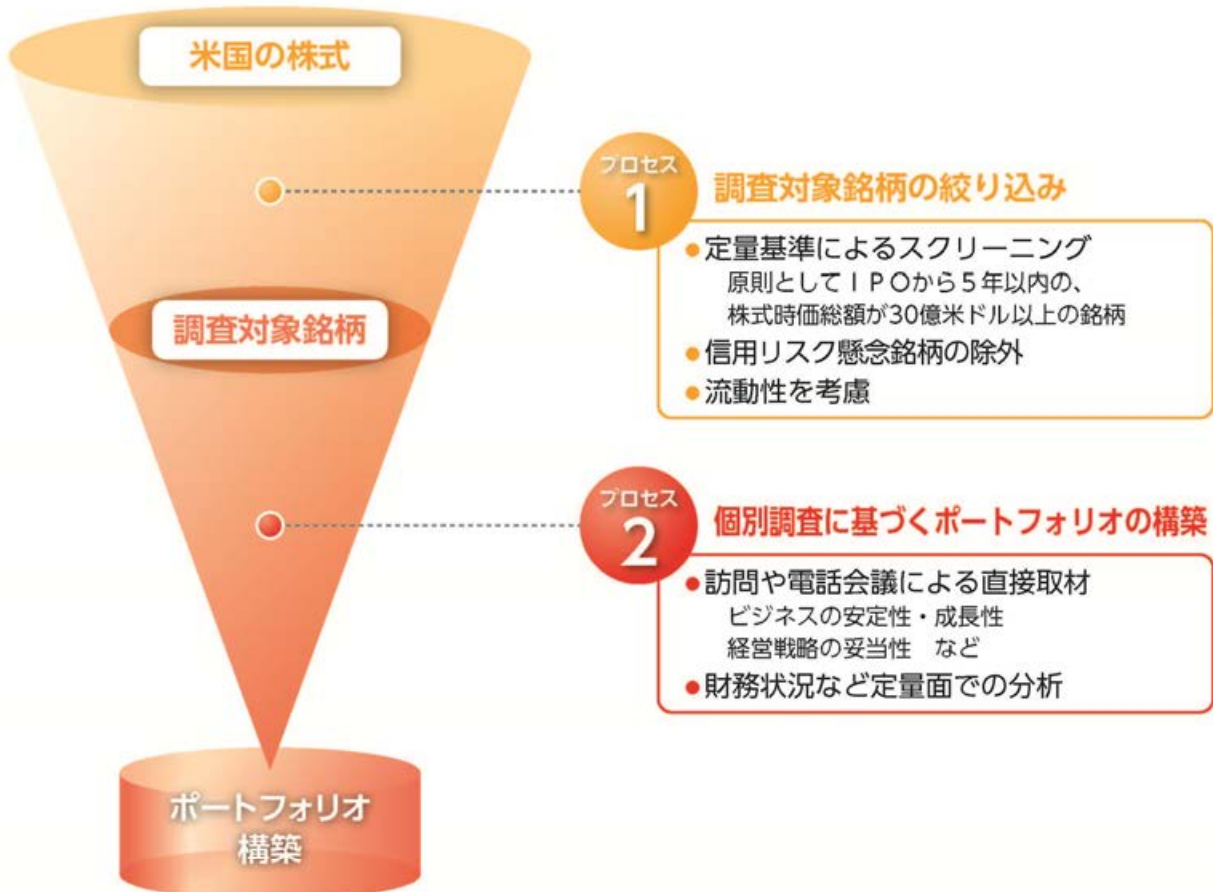 米国の株式
プロセス
1
調査対象銘柄の絞り込み
●定量基準によるスクリーニング
原則としてＩＰＯから５年以内の、
株式時価総額が30億米ドル以上の銘柄
●信用リスク懸念銘柄の除外
●流動性を考慮
調査対象銘柄
プロセス
2
個別調査に基づくポートフォリオの構築
●訪問や電話会議による直接取材
ビジネスの安定性・成長性
経営戦略の妥当性　など
●財務状況など定量面での分析
ポートフォリオ
構築